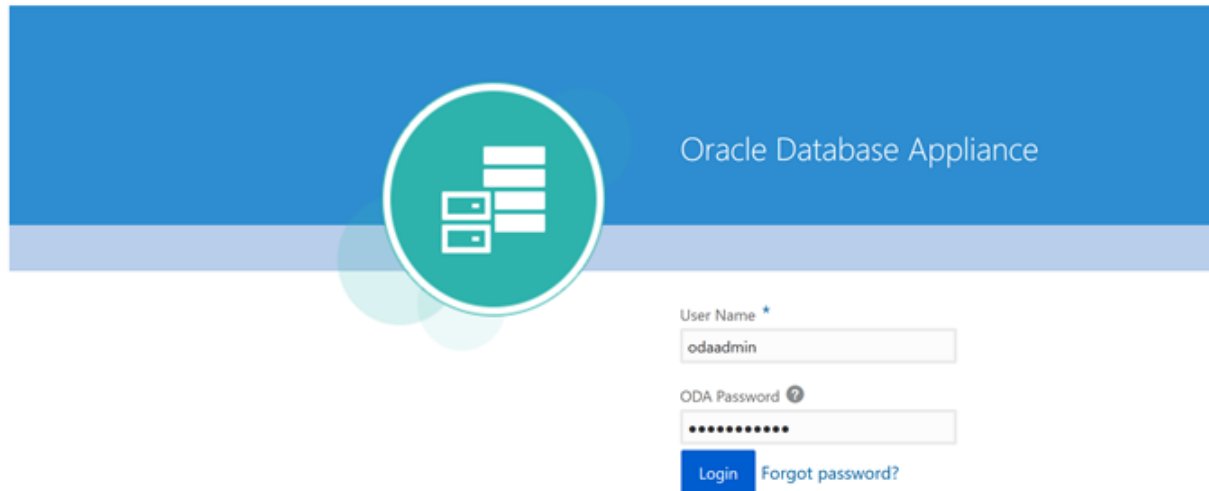 Oracle Database Appliance
User Name *
odaadmin
ODA Password ?
•••••••••••
Login Forgot password?